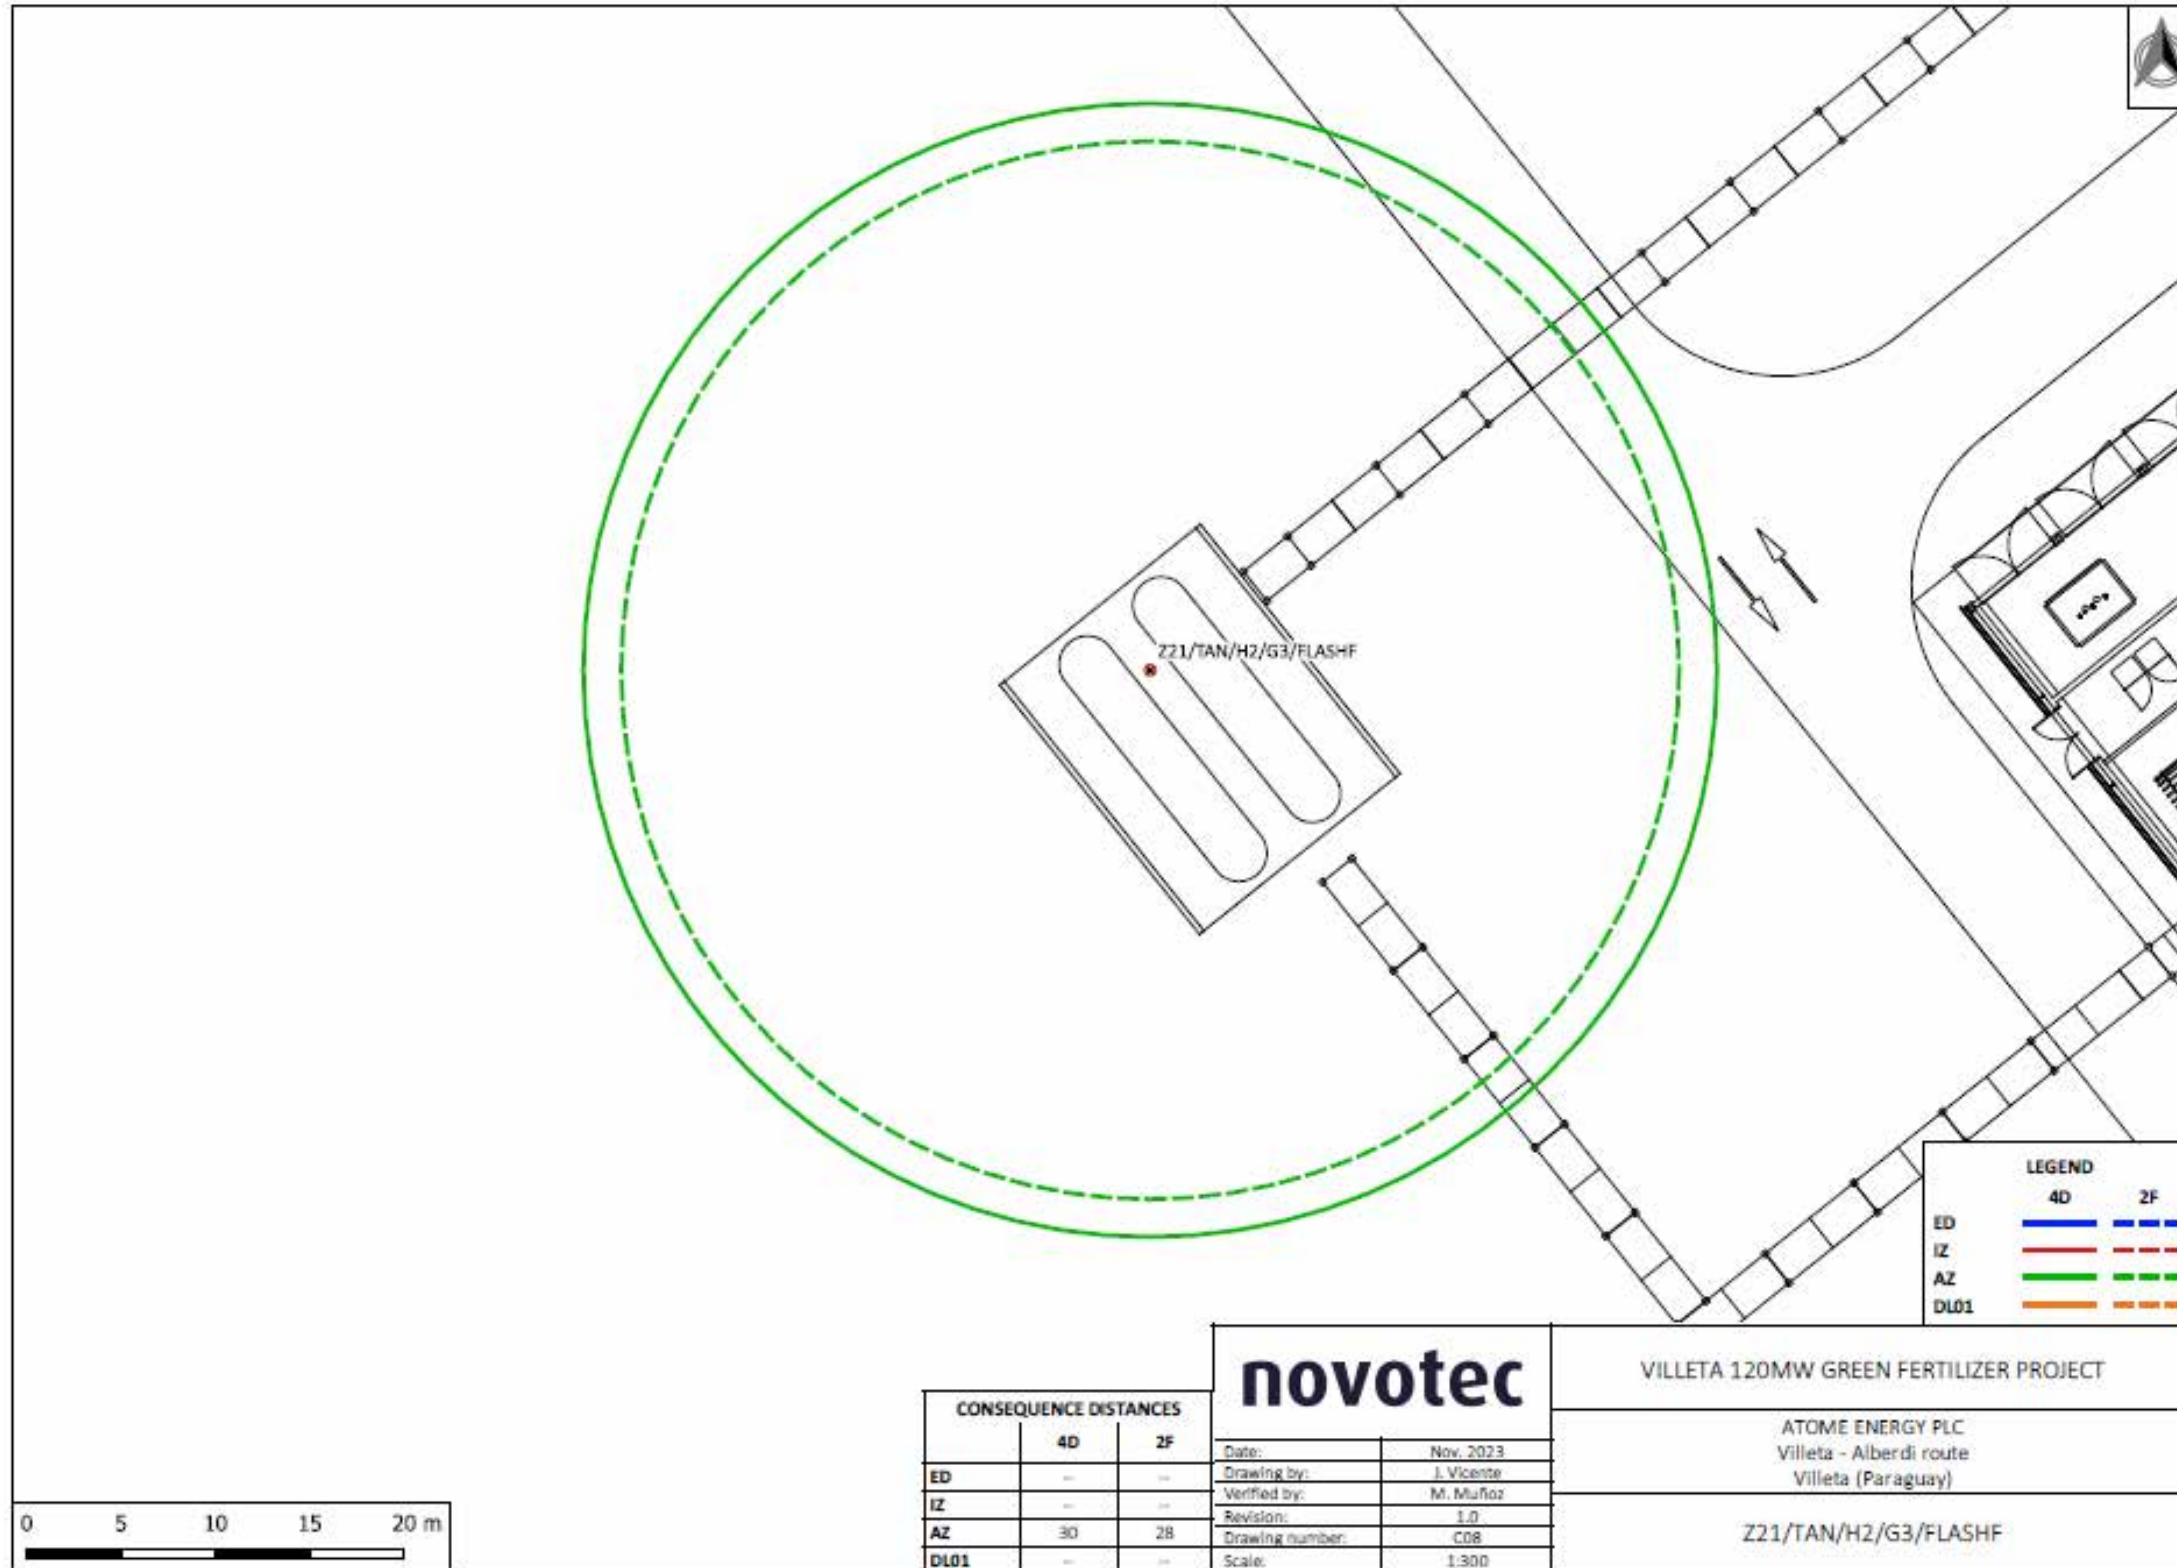 Z21/TAN/H2/G3/FLASHF
LEGEND
4D 2F
ED
IZ
AZ
DL01
novotec
VILLETA 120MW GREEN FERTILIZER PROJECT
CONSEQUENCE DISTANCES
4D 2F
ED -- --
IZ -- --
AZ 30 28
DL01 -- --
Date: Nov. 2023
Drawing by: J. Vicente
Verified by: M. Muñoz
Revision: 1.0
Drawing number: C08
Scale: 1:300
ATOME ENERGY PLC
Villeta - Alberdi route
Villeta (Paraguay)
Z21/TAN/H2/G3/FLASHF
0 5 10 15 20 m